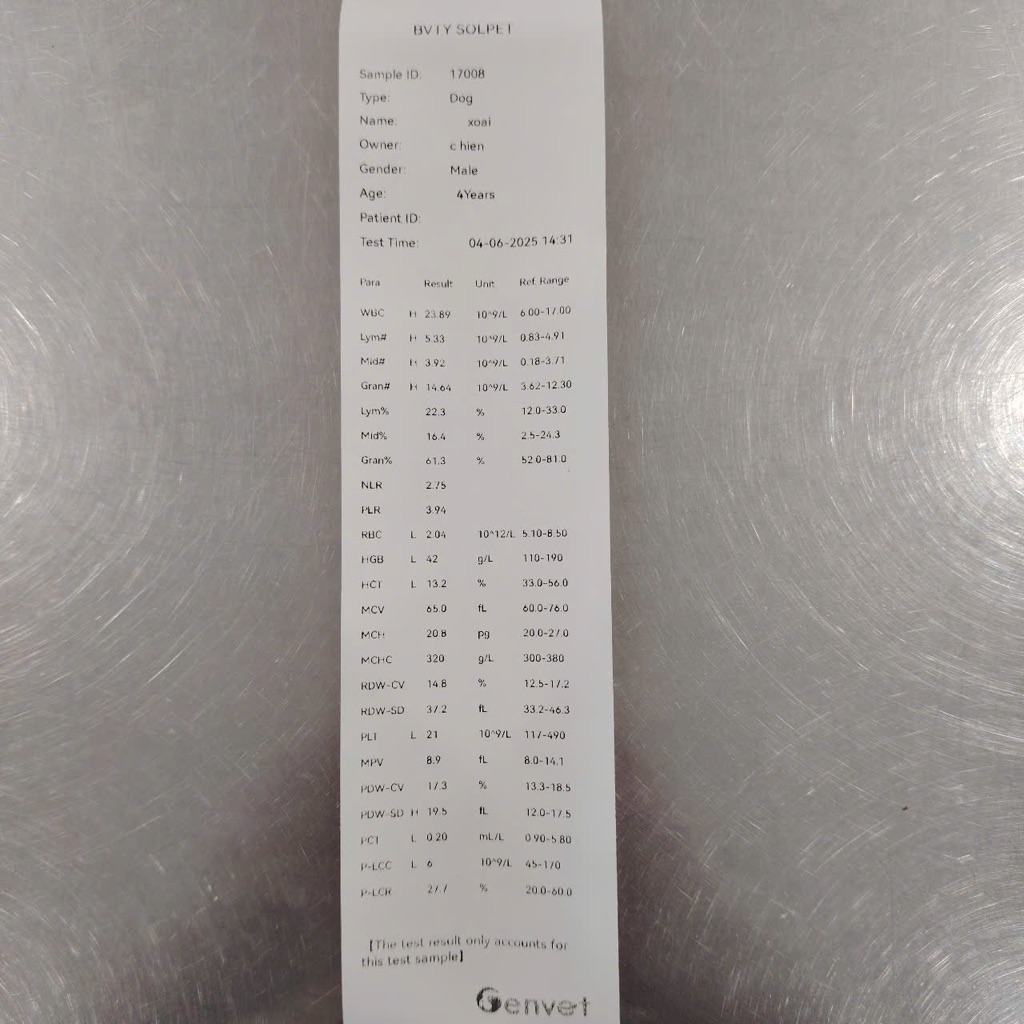 BVTY SOLPET
Sample ID: 17008
Type: Dog
Name: xoai
Owner: c hien
Gender: Male
Age: 4Years
Patient ID:
Test Time: 04-06-2025 14:31
Para Result Unit Ref. Range
WBC H 23.89 10^9/L 6.00-17.00
Lym# H 5.33 10^9/L 0.83-4.91
Mid# H 3.92 10^9/L 0.18-3.71
Gran# H 14.64 10^9/L 3.62-12.30
Lym% 22.3 % 12.0-33.0
Mid% 16.4 % 2.5-24.3
Gran% 61.3 % 52.0-81.0
NLR 2.75
PLR 3.94
RBC L 2.04 10^12/L 5.10-8.50
HGB L 42 g/L 110-190
HCT L 13.2 % 33.0-56.0
MCV 65.0 fL 60.0-76.0
MCH 20.8 pg 20.0-27.0
MCHC 320 g/L 300-380
RDW-CV 14.8 % 12.5-17.2
RDW-SD 37.2 fL 33.2-46.3
PLT L 21 10^9/L 117-490
MPV 8.9 fL 8.0-14.1
PDW-CV 17.3 % 13.3-18.5
PDW-SD H 19.5 fL 12.0-17.5
PCT L 0.20 mL/L 0.90-5.80
P-LCC L 6 10^9/L 45-170
P-LCR 27.7 % 20.0-60.0
[The test result only accounts for
this test sample]
Genvet